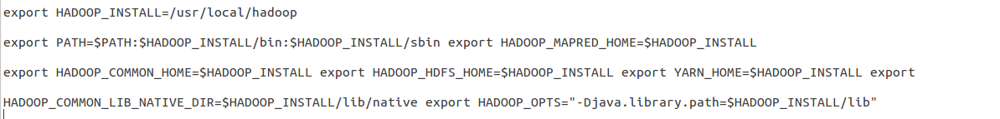 export HADOOP_INSTALL=/usr/local/hadoop
export PATH=$PATH:$HADOOP_INSTALL/bin:$HADOOP_INSTALL/sbin export HADOOP_MAPRED_HOME=$HADOOP_INSTALL
export HADOOP_COMMON_HOME=$HADOOP_INSTALL export HADOOP_HDFS_HOME=$HADOOP_INSTALL export YARN_HOME=$HADOOP_INSTALL export
HADOOP_COMMON_LIB_NATIVE_DIR=$HADOOP_INSTALL/lib/native export HADOOP_OPTS="-Djava.library.path=$HADOOP_INSTALL/lib"